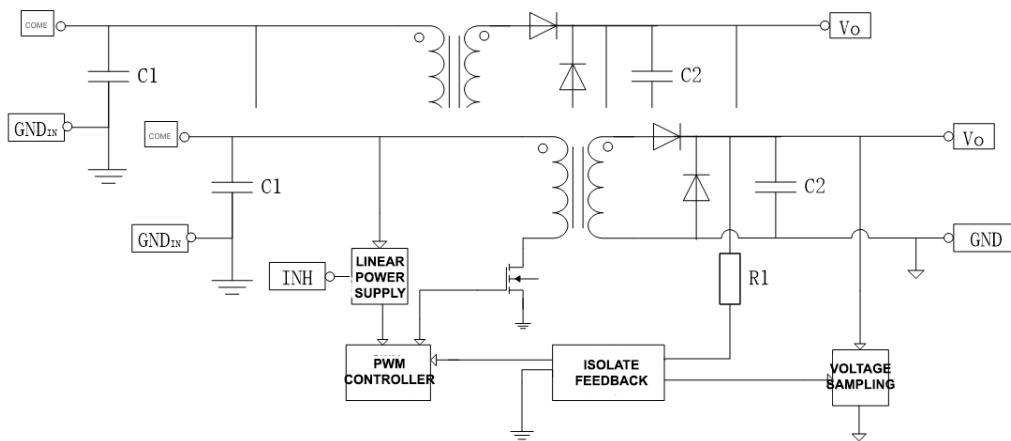 COME
Vo
C1
C2
GNDIN
COME
Vo
C1
C2
GNDIN
GND
INH
LINEAR
POWER
SUPPLY
R1
PWM
CONTROLLER
ISOLATE
FEEDBACK
VOLTAGE
SAMPLING